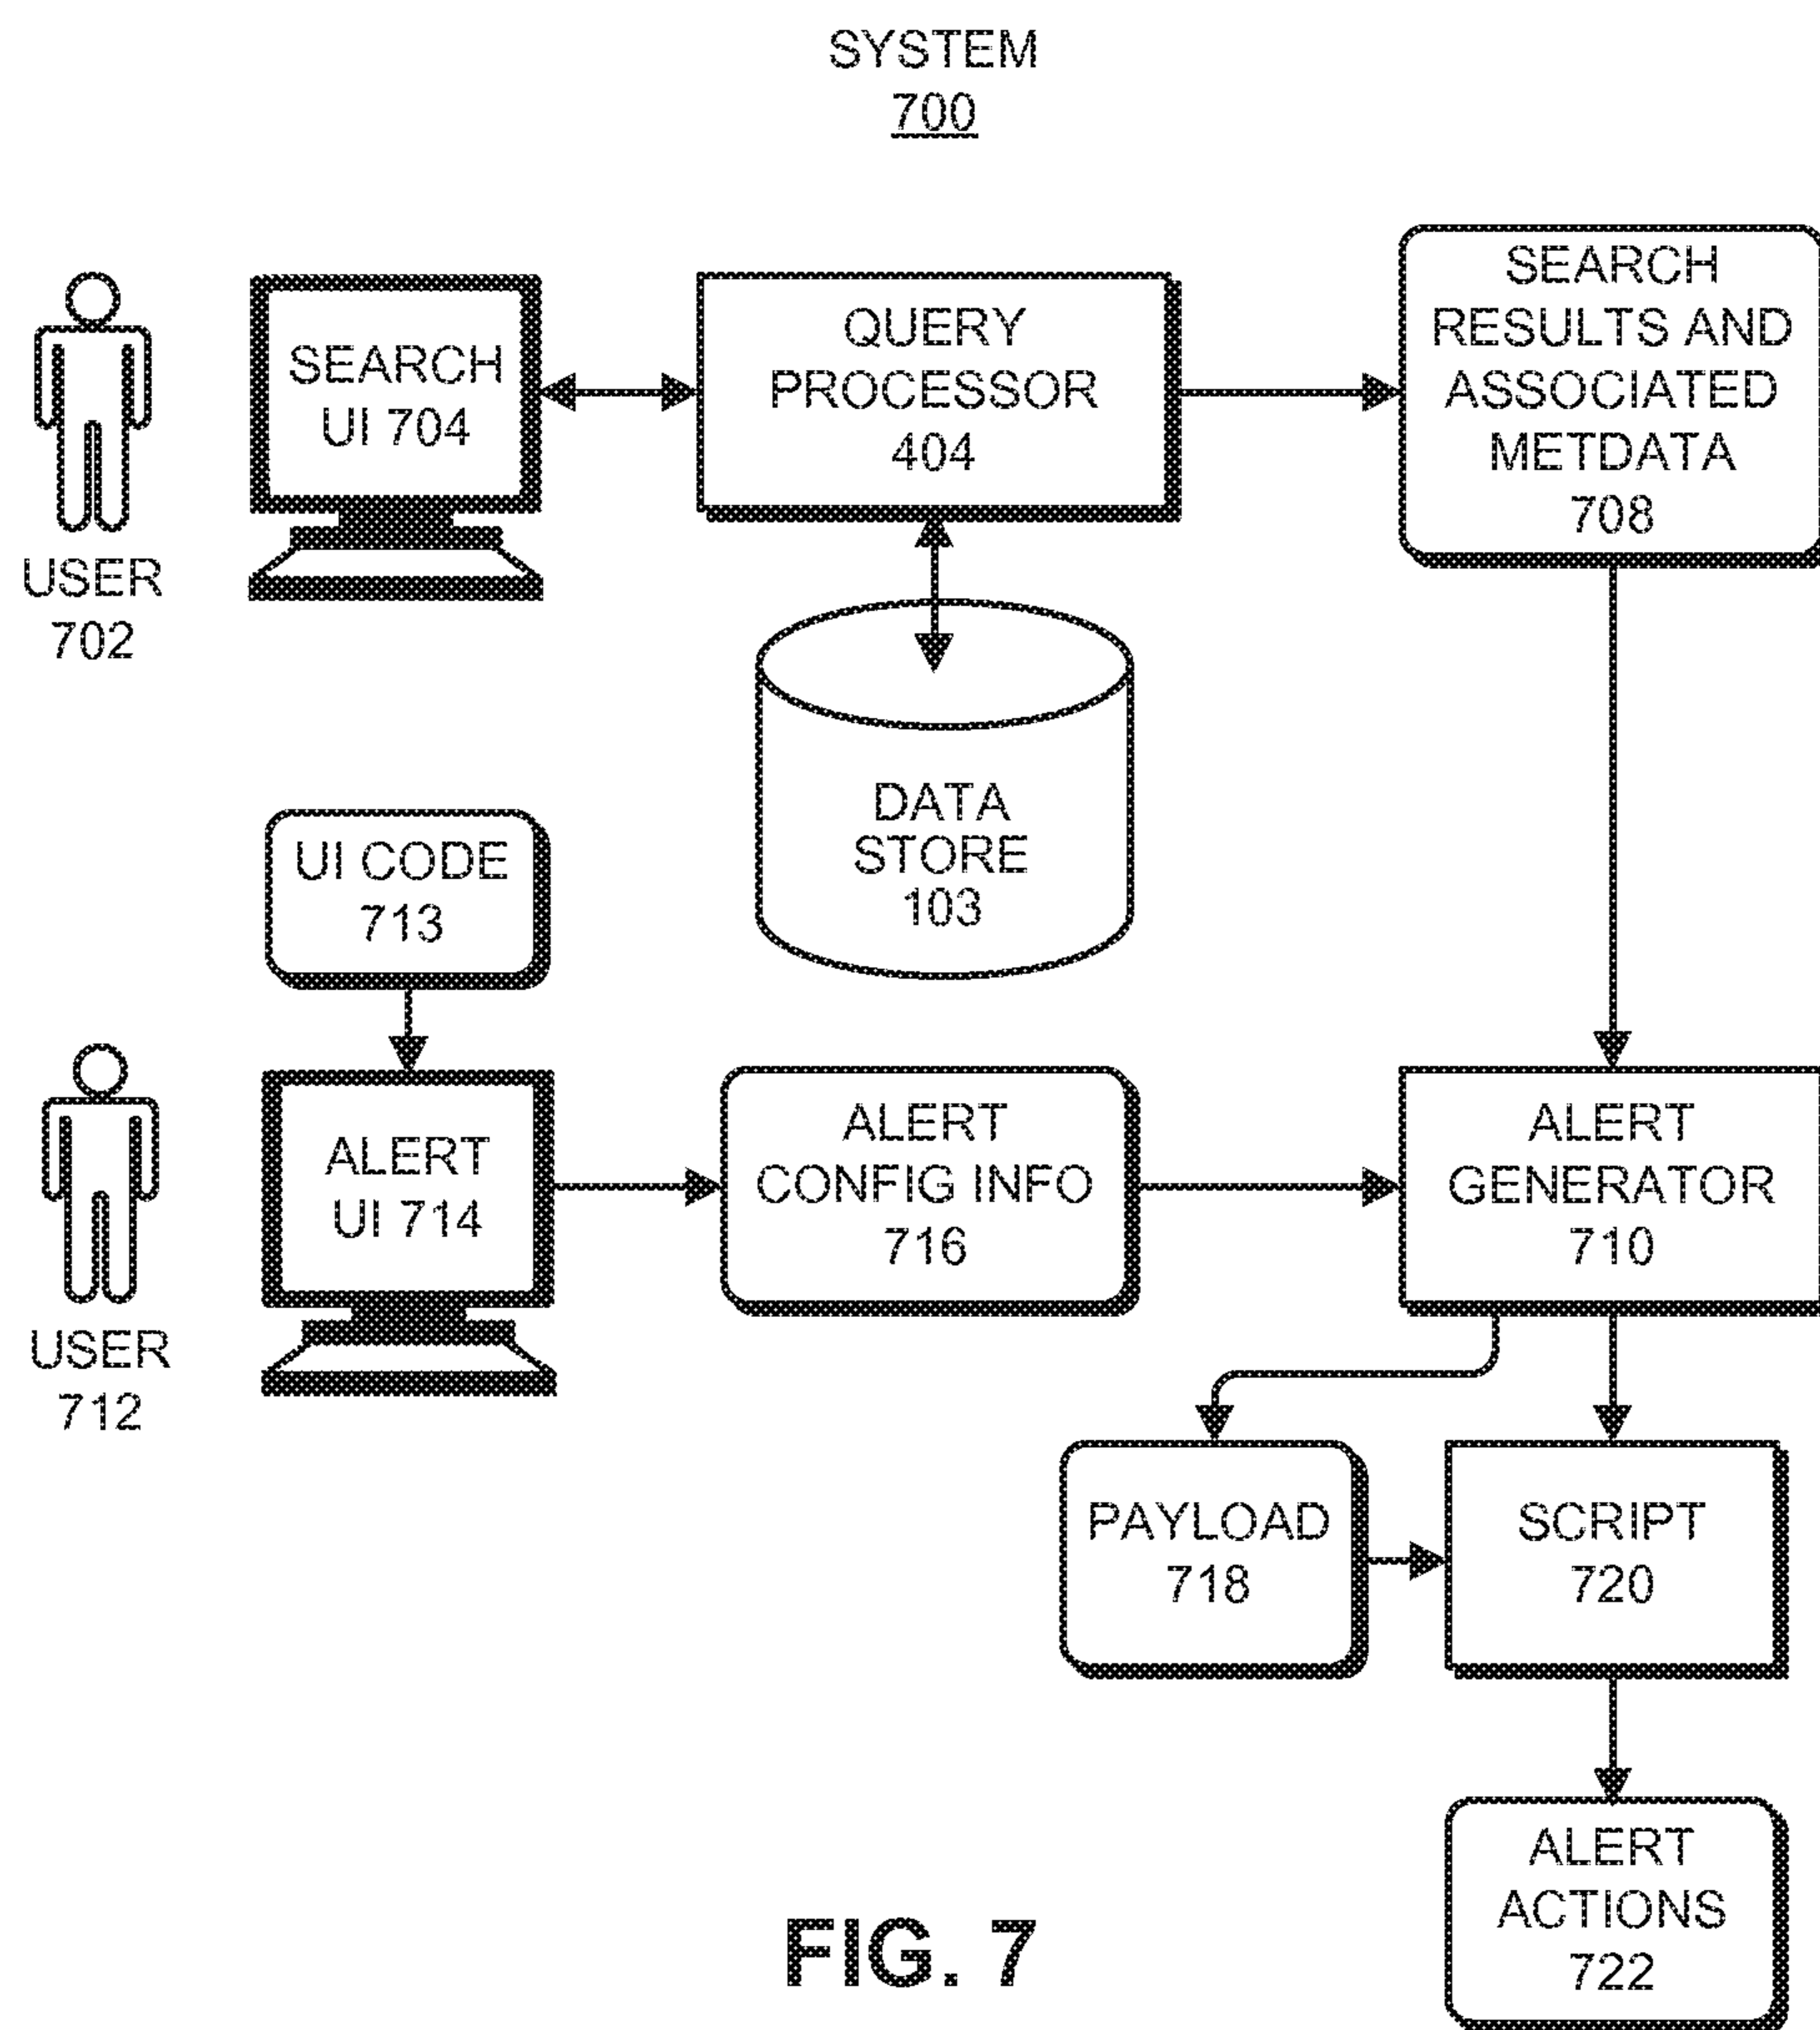 SYSTEM
700
SEARCH
UI 704
QUERY
PROCESSOR
404
SEARCH
RESULTS AND
ASSOCIATED
METDATA
708
USER
702
DATA
STORE
103
UI CODE
713
ALERT
UI 714
ALERT
CONFIG INFO
716
ALERT
GENERATOR
710
USER
712
PAYLOAD
718
SCRIPT
720
ALERT
ACTIONS
722
FIG. 7